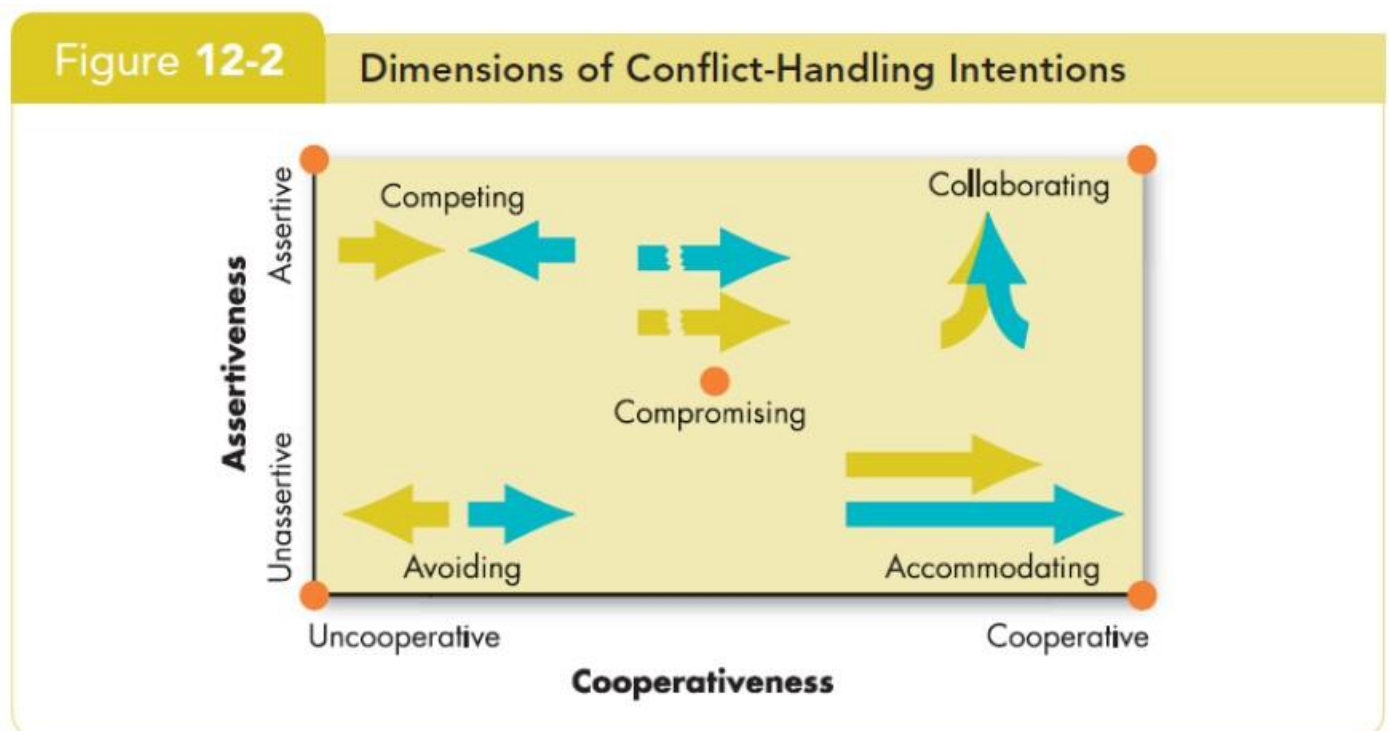 Figure 12-2
Dimensions of Conflict-Handling Intentions
Assertiveness
Assertive
Unassertive
Competing
Collaborating
Compromising
Avoiding
Accommodating
Uncooperative
Cooperative
Cooperativeness